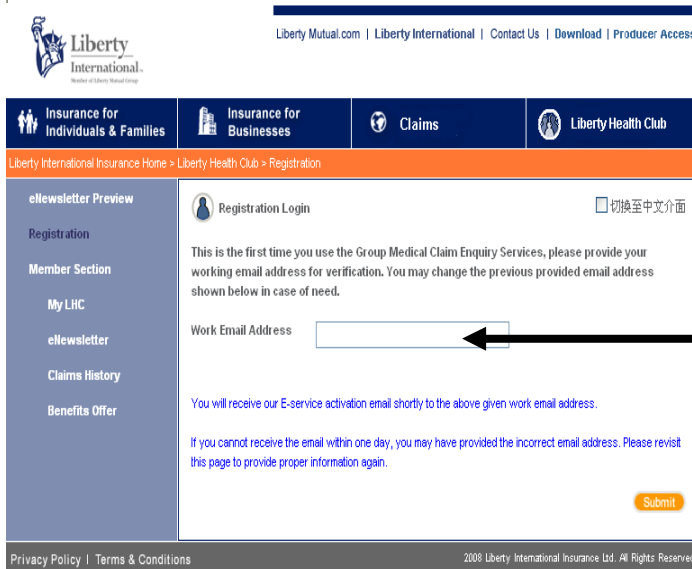 Liberty
International.
Member of Liberty Mutual Group
Liberty Mutual.com | Liberty International | Contact Us | Download | Producer Access
Insurance for
Individuals & Families
Insurance for
Businesses
Claims
Liberty Health Club
Liberty International Insurance Home > Liberty Health Club > Registration
eNewsletter Preview
Registration
Member Section
My LHC
eNewsletter
Claims History
Benefits Offer
Registration Login
切换至中文介面
This is the first time you use the Group Medical Claim Enquiry Services, please provide your
working email address for verification. You may change the previous provided email address
shown below in case of need.
Work Email Address
You will receive our E-service activation email shortly to the above given work email address.
If you cannot receive the email within one day, you may have provided the incorrect email address. Please revisit
this page to provide proper information again.
Submit
Privacy Policy | Terms & Conditions
2008 Liberty International Insurance Ltd. All Rights Reserved